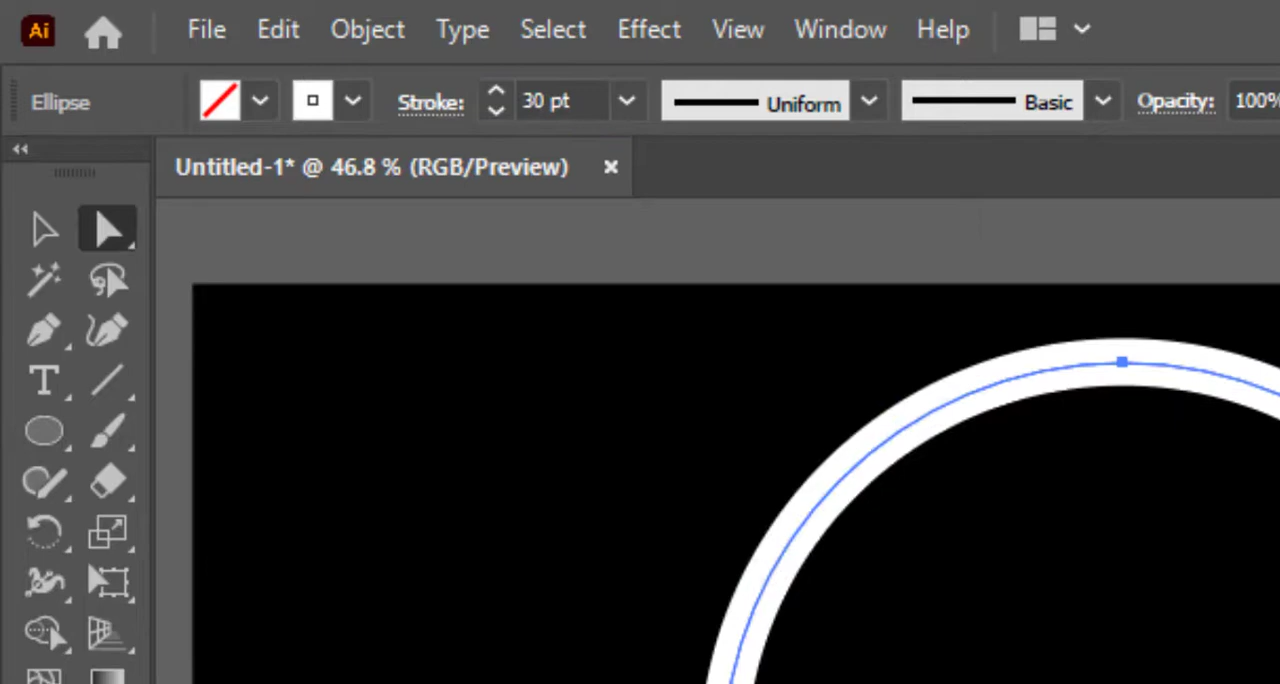 Ai File Edit Object Type Select Effect View Window Help
Ellipse Stroke: 30 pt Uniform Basic Opacity: 100%
Untitled-1* @ 46.8 % (RGB/Preview)